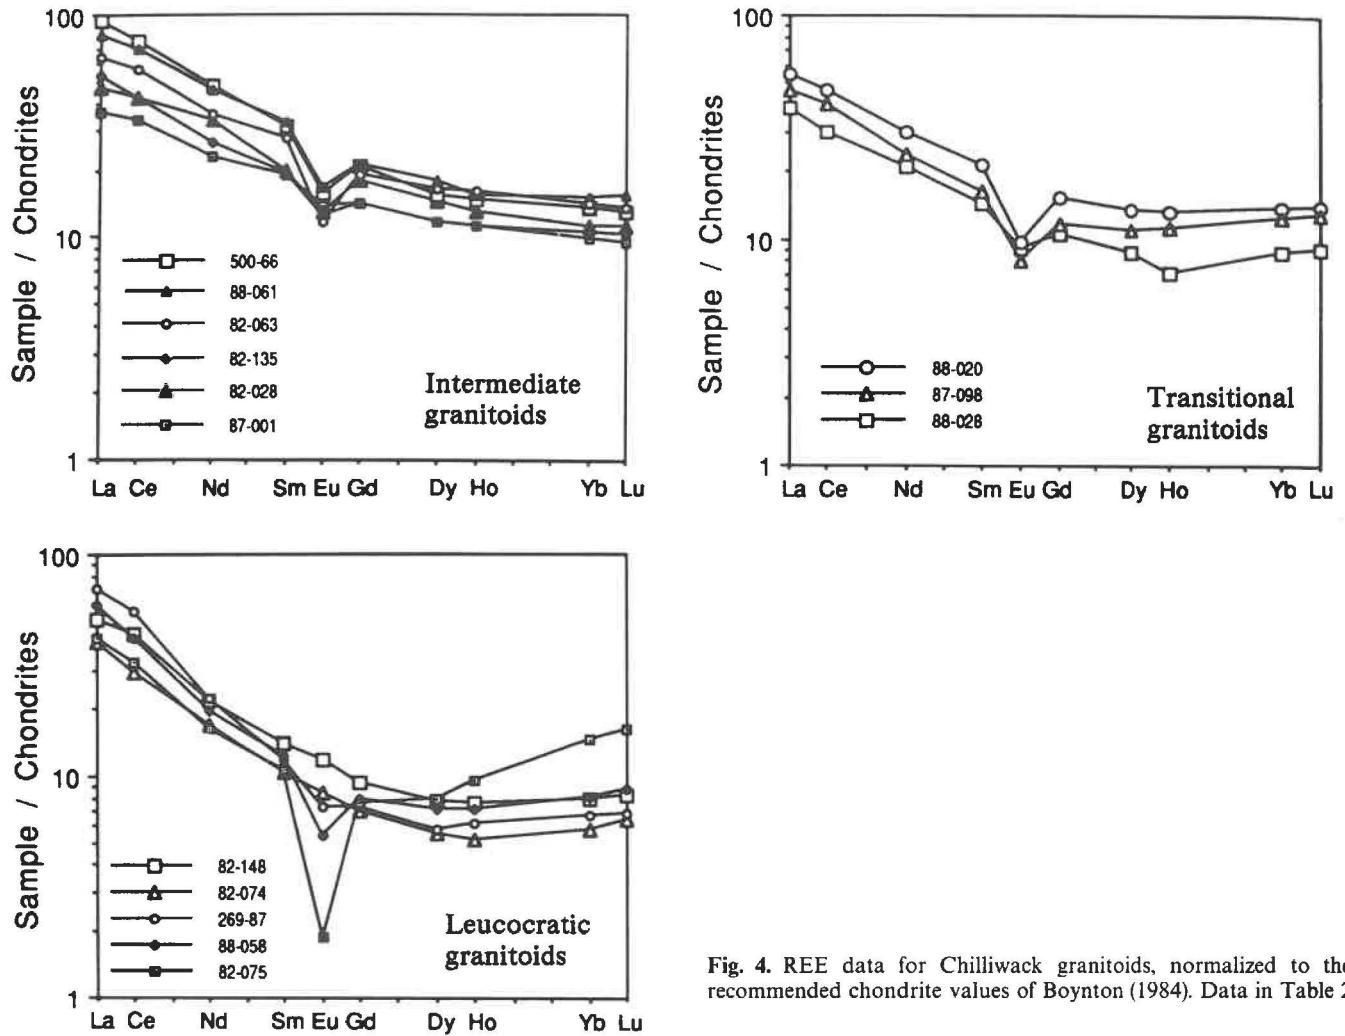 100
10
1
Sample / Chondrites
500-66
88-061
82-063
82-135
82-028
87-001
Intermediate
granitoids
La Ce Nd Sm Eu Gd Dy Ho Yb Lu
100
10
1
Sample / Chondrites
88-020
87-098
88-028
Transitional
granitoids
La Ce Nd Sm Eu Gd Dy Ho Yb Lu
100
10
1
Sample / Chondrites
82-148
82-074
269-87
88-058
82-075
Leucocratic
granitoids
La Ce Nd Sm Eu Gd Dy Ho Yb Lu
Fig. 4. REE data for Chilliwack granitoids, normalized to the
recommended chondrite values of Boynton (1984). Data in Table 2